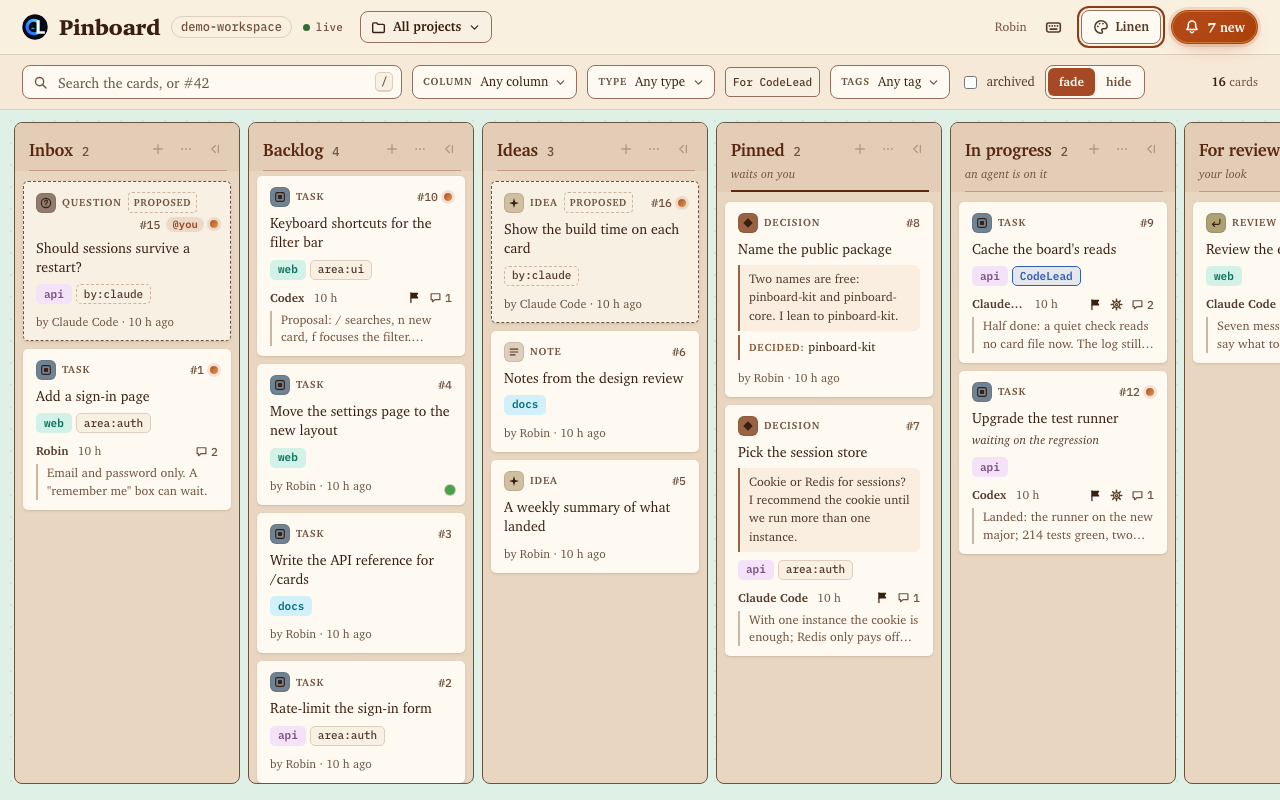 Pinboard
demo-workspace
live
All projects
Robin
Linen
7 new
Search the cards, or #42
/
COLUMN Any column
TYPE Any type
For CodeLead
TAGS Any tag
archived
fade
hide
16 cards
Inbox 2
QUESTION PROPOSED
#15 @you
Should sessions survive a
restart?
api by:claude
by Claude Code · 10 h ago
TASK #1
Add a sign-in page
web area:auth
Robin 10 h 2
Email and password only. A
"remember me" box can wait.
Backlog 4
TASK #10
Keyboard shortcuts for the
filter bar
web area:ui
Codex 10 h 1
Proposal: / searches, n new
card, f focuses the filter.…
TASK #4
Move the settings page to the
new layout
web
by Robin · 10 h ago
TASK #3
Write the API reference for
/cards
docs
by Robin · 10 h ago
TASK #2
Rate-limit the sign-in form
api area:auth
by Robin · 10 h ago
Ideas 3
IDEA PROPOSED #16
Show the build time on each
card
by:claude
by Claude Code · 10 h ago
NOTE #6
Notes from the design review
docs
by Robin · 10 h ago
IDEA #5
A weekly summary of what
landed
by Robin · 10 h ago
Pinned 2
waits on you
DECISION #8
Name the public package
Two names are free:
pinboard-kit and pinboard-
core. I lean to pinboard-kit.
DECIDED: pinboard-kit
by Robin · 10 h ago
DECISION #7
Pick the session store
Cookie or Redis for sessions?
I recommend the cookie until
we run more than one
instance.
api area:auth
Claude Code 10 h 1
With one instance the cookie is
enough; Redis only pays off…
In progress 2
an agent is on it
TASK #9
Cache the board's reads
api CodeLead
Claude… 10 h 2
Half done: a quiet check reads
no card file now. The log still…
TASK #12
Upgrade the test runner
waiting on the regression
api
Codex 10 h 1
Landed: the runner on the new
major; 214 tests green, two…
For review
your look
REVIEW
Review the
web
Claude Code
Seven
say what to